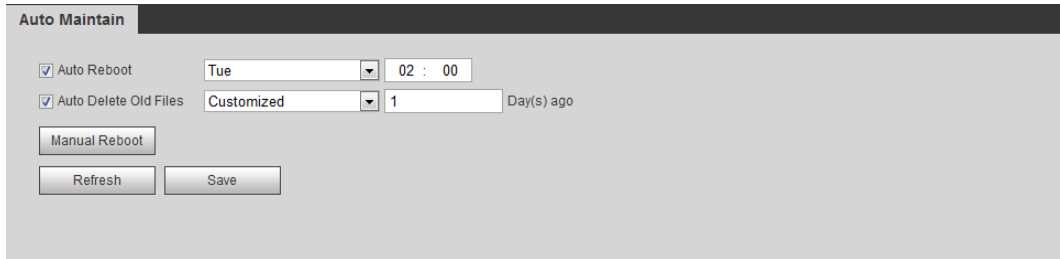 Auto Maintain
Auto Reboot Tue 02 : 00
Auto Delete Old Files Customized 1 Day(s) ago
Manual Reboot
Refresh Save